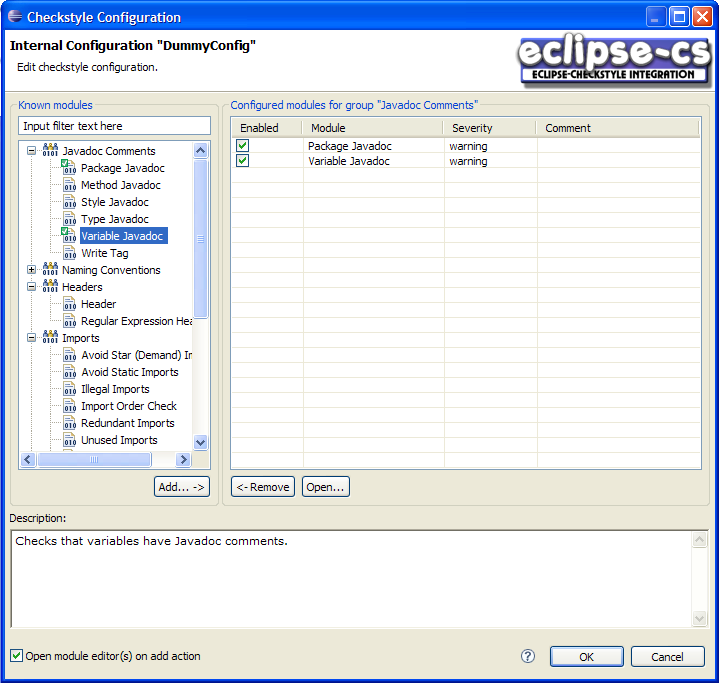 Checkstyle Configuration
Internal Configuration "DummyConfig"
Edit checkstyle configuration.
eclipse-cs
ECLIPSE-CHECKSTYLE INTEGRATION
Known modules
Input filter text here
Javadoc Comments
Package Javadoc
Method Javadoc
Style Javadoc
Type Javadoc
Variable Javadoc
Write Tag
Naming Conventions
Headers
Header
Regular Expression Hea
Imports
Avoid Star (Demand) Im
Avoid Static Imports
Illegal Imports
Import Order Check
Redundant Imports
Unused Imports
Add... ->
Configured modules for group "Javadoc Comments"
Enabled Module Severity Comment
Package Javadoc warning
Variable Javadoc warning
<- Remove Open...
Description:
Checks that variables have Javadoc comments.
Open module editor(s) on add action
? OK Cancel